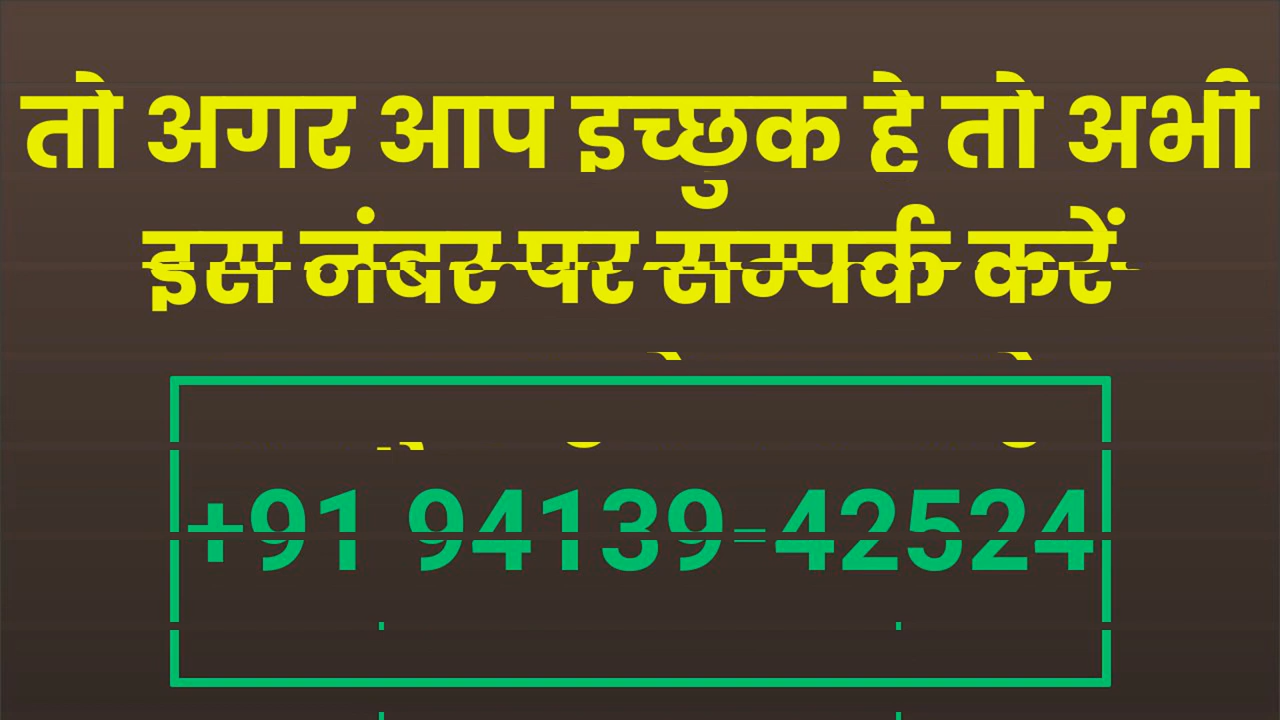 तो अगर आप इच्छुक हे तो अभी
इस नंबर पर सम्पर्क करें
+91 94139-42524